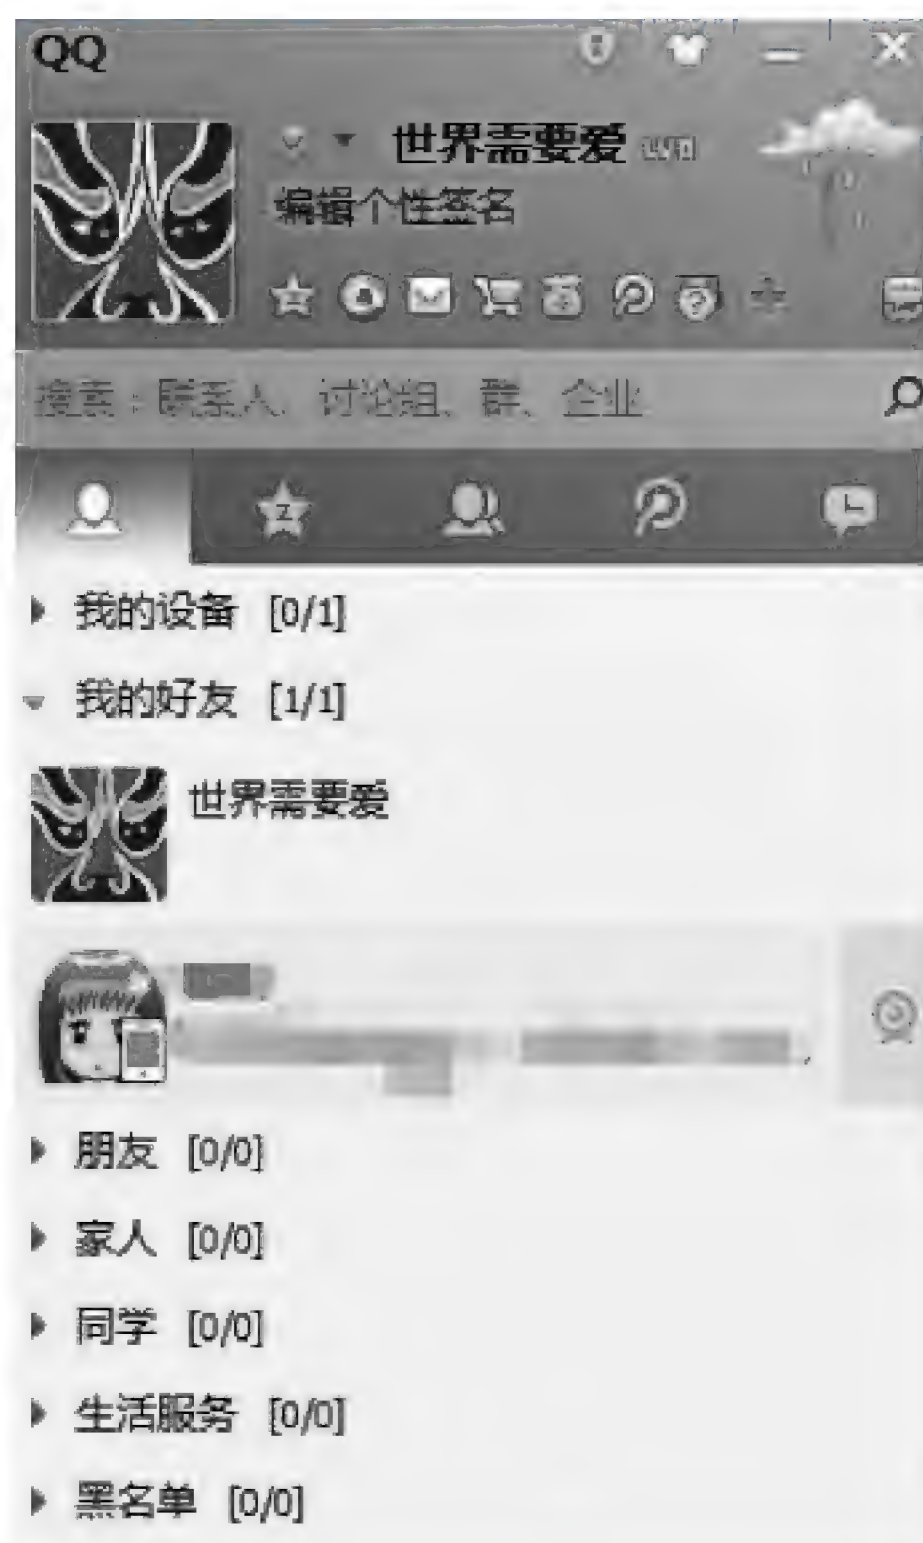 QQ
世界需要爱
编辑个性签名
搜索：联系人、讨论组、群、企业
我的设备 [0/1]
我的好友 [1/1]
世界需要爱
朋友 [0/0]
家人 [0/0]
同学 [0/0]
生活服务 [0/0]
黑名单 [0/0]